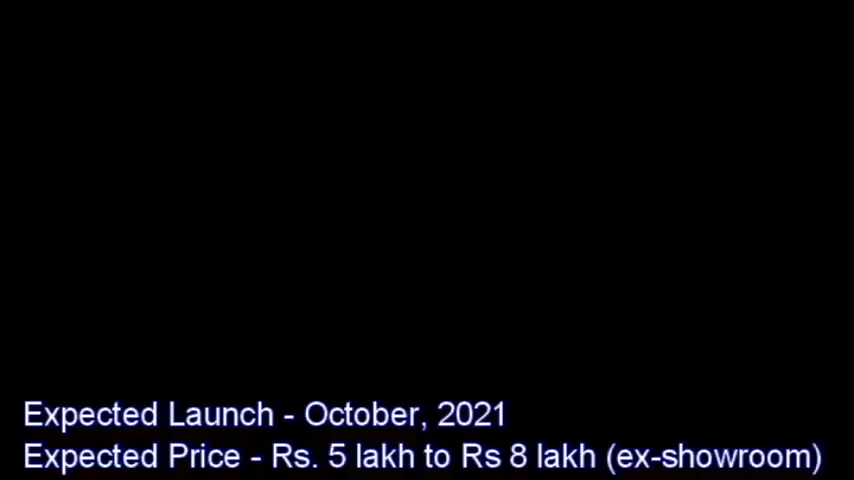 Expected Launch - October, 2021
Expected Price - Rs. 5 lakh to Rs 8 lakh (ex-showroom)